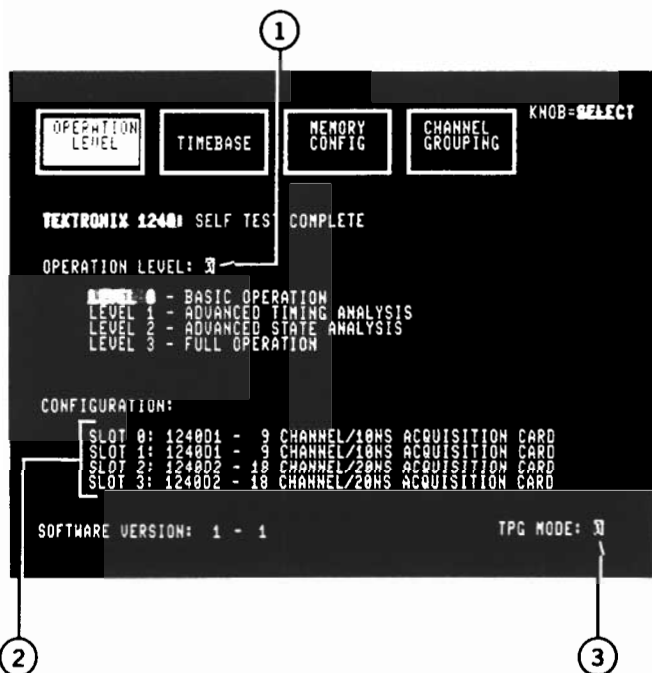 1
KNOB=SELECT
OPERATION LEVEL
TIMEBASE
MEMORY CONFIG
CHANNEL GROUPING
TEKTRONIX 1240: SELF TEST COMPLETE
OPERATION LEVEL:
LEVEL 0 - BASIC OPERATION
LEVEL 1 - ADVANCED TIMING ANALYSIS
LEVEL 2 - ADVANCED STATE ANALYSIS
LEVEL 3 - FULL OPERATION
CONFIGURATION:
SLOT 0: 1240D1 - 9 CHANNEL/10NS ACQUISITION CARD
SLOT 1: 1240D1 - 9 CHANNEL/10NS ACQUISITION CARD
SLOT 2: 1240D2 - 18 CHANNEL/20NS ACQUISITION CARD
SLOT 3: 1240D2 - 18 CHANNEL/20NS ACQUISITION CARD
SOFTWARE VERSION: 1 - 1
TPG MODE:
2
3